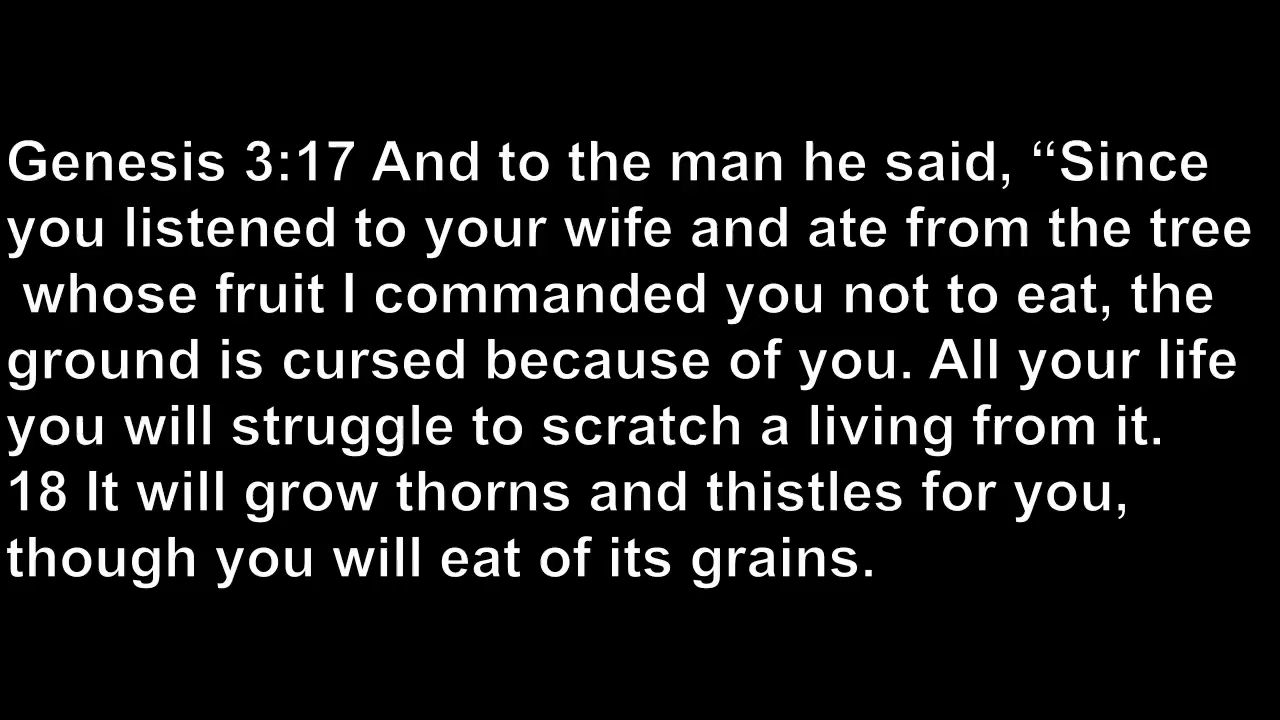 Genesis 3:17 And to the man he said, “Since
you listened to your wife and ate from the tree
whose fruit I commanded you not to eat, the
ground is cursed because of you. All your life
you will struggle to scratch a living from it.
18 It will grow thorns and thistles for you,
though you will eat of its grains.